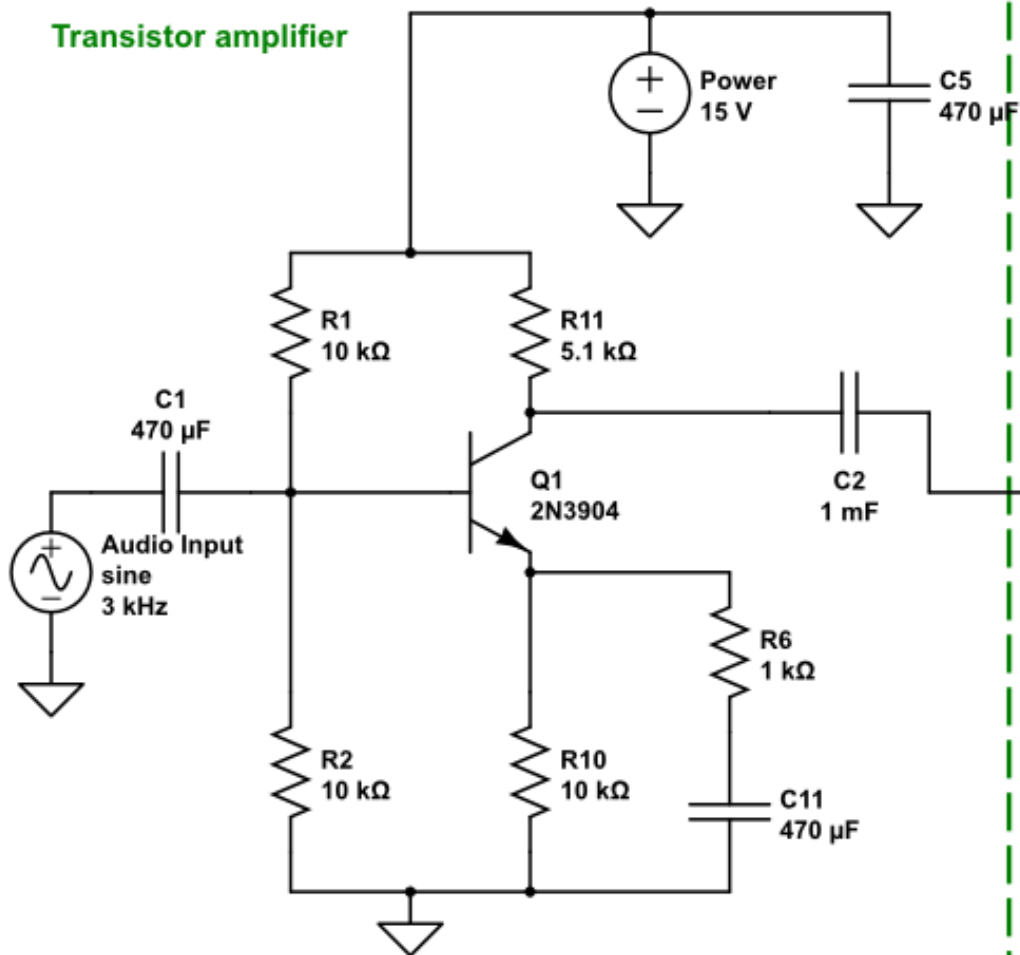 Transistor amplifier
+
−
Power
15 V
C5
470 µF
R1
10 kΩ
R11
5.1 kΩ
C1
470 µF
Q1
2N3904
C2
1 mF
+
−
Audio Input
sine
3 kHz
R6
1 kΩ
R2
10 kΩ
R10
10 kΩ
C11
470 µF